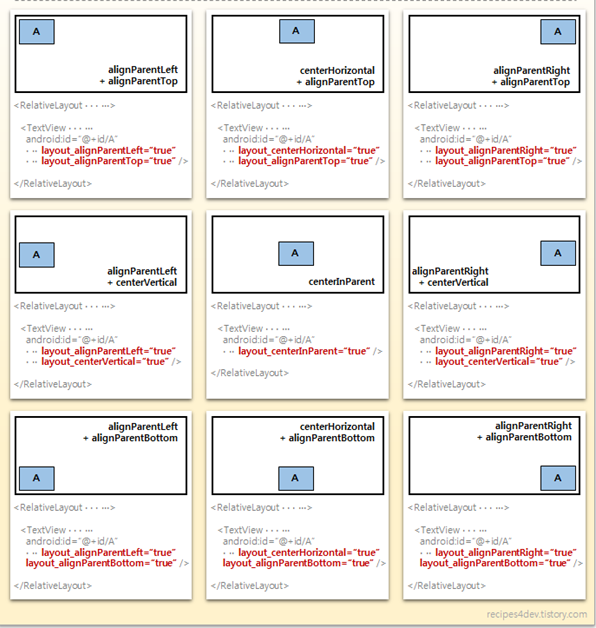 A
alignParentLeft
+ alignParentTop
<RelativeLayout ... ...>
<TextView ... ...
android:id="@+id/A"
... layout_alignParentLeft="true"
... layout_alignParentTop="true" />
</RelativeLayout>
A
centerHorizontal
+ alignParentTop
<RelativeLayout ... ...>
<TextView ... ...
android:id="@+id/A"
... layout_centerHorizontal="true"
... layout_alignParentTop="true" />
</RelativeLayout>
A
alignParentRight
+ alignParentTop
<RelativeLayout ... ...>
<TextView ... ...
android:id="@+id/A"
... layout_alignParentRight="true"
... layout_alignParentTop="true" />
</RelativeLayout>
A
alignParentLeft
+ centerVertical
<RelativeLayout ... ...>
<TextView ... ...
android:id="@+id/A"
... layout_alignParentLeft="true"
... layout_centerVertical="true" />
</RelativeLayout>
A
centerInParent
<RelativeLayout ... ...>
<TextView ... ...
android:id="@+id/A"
... layout_centerInParent="true" />
</RelativeLayout>
A
alignParentRight
+ centerVertical
<RelativeLayout ... ...>
<TextView ... ...
android:id="@+id/A"
... layout_alignParentRight="true"
... layout_centerVertical="true" />
</RelativeLayout>
alignParentLeft
+ alignParentBottom
A
<RelativeLayout ... ...>
<TextView ... ...
android:id="@+id/A"
... layout_alignParentLeft="true"
layout_alignParentBottom="true" />
</RelativeLayout>
centerHorizontal
+ alignParentBottom
A
<RelativeLayout ... ...>
<TextView ... ...
android:id="@+id/A"
... layout_centerHorizontal="true"
layout_alignParentBottom="true" />
</RelativeLayout>
alignParentRight
+ alignParentBottom
A
<RelativeLayout ... ...>
<TextView ... ...
android:id="@+id/A"
... layout_alignParentRight="true"
layout_alignParentBottom="true" />
</RelativeLayout>
recipes4dev.tistory.com